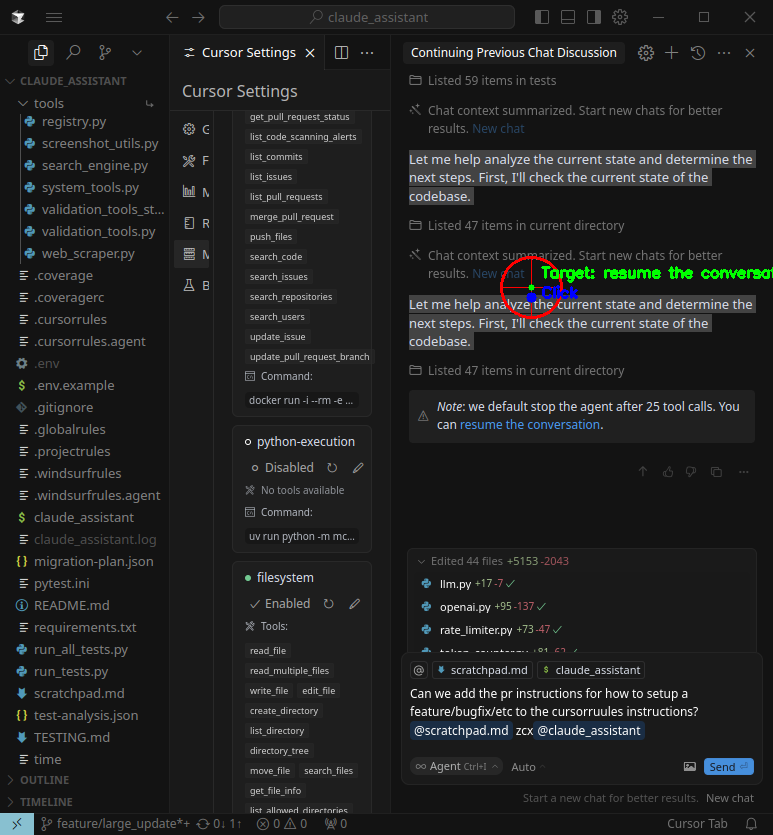 claude_assistant
Cursor Settings
Continuing Previous Chat Discussion
CLAUDE_ASSISTANT
tools
registry.py
screenshot_utils.py
search_engine.py
system_tools.py
validation_tools_st...
validation_tools.py
web_scraper.py
.coverage
.coveragerc
.cursorrules
.cursorrules.agent
.env
.env.example
.gitignore
.globalrules
.projectrules
.windsurfrules
.windsurfrules.agent
claude_assistant
claude_assistant.log
migration-plan.json
pytest.ini
README.md
requirements.txt
run_all_tests.py
run_tests.py
scratchpad.md
test-analysis.json
TESTING.md
time
OUTLINE
TIMELINE
Cursor Settings
G
F
M
R
M
B
get_pull_request_status
list_code_scanning_alerts
list_commits
list_issues
list_pull_requests
merge_pull_request
push_files
search_code
search_issues
search_repositories
search_users
update_issue
update_pull_request_branch
Command:
docker run -i --rm -e ...
python-execution
Disabled
No tools available
Command:
uv run python -m mc...
filesystem
Enabled
Tools:
read_file
read_multiple_files
write_file edit_file
create_directory
list_directory
directory_tree
move_file search_files
get_file_info
list_allowed_directories
Listed 59 items in tests
Chat context summarized. Start new chats for better
results. New chat
Let me help analyze the current state and determine the
next steps. First, I'll check the current state of the
codebase.
Listed 47 items in current directory
Chat context summarized. Start new chats for better
results. New chat
Target: resume the conversat
Click
Let me help analyze the current state and determine the
next steps. First, I'll check the current state of the
codebase.
Listed 47 items in current directory
Note: we default stop the agent after 25 tool calls. You
can resume the conversation.
Edited 44 files +5153 -2043
llm.py +17 -7
openai.py +95 -137
rate_limiter.py +73 -47
token_counter.py +81 -62
@ scratchpad.md $ claude_assistant
Can we add the pr instructions for how to setup a
feature/bugfix/etc to the cursorruules instructions?
@scratchpad.md zcx @claude_assistant
∞ Agent Ctrl+I Auto Send
Start a new chat for better results. New chat
feature/large_update*+ 0↓ 1↑ 0 0 0 Cursor Tab